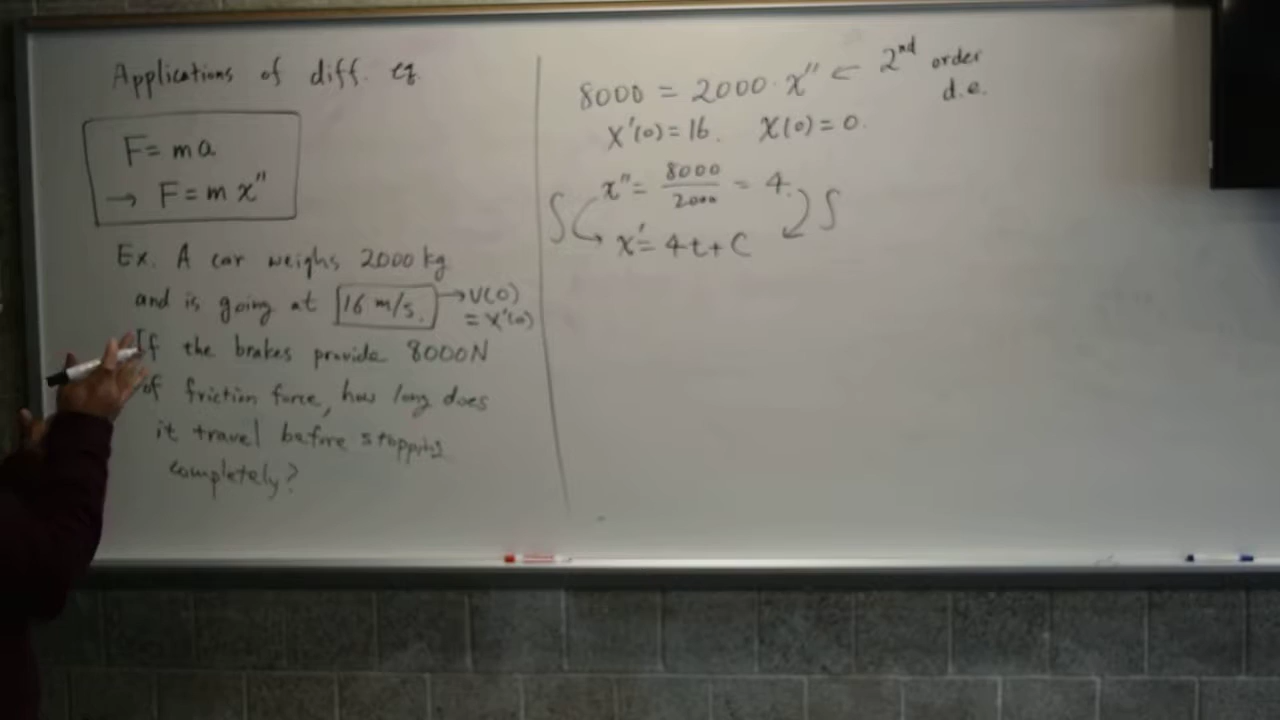 Applications of diff. eq.
F = ma
→ F = m x"
Ex. A car weighs 2000 kg
and is going at 16 m/s. → v(0)
= x'(0)
If the brakes provide 8000N
of friction force, how long does
it travel before stopping
completely?
8000 = 2000 · x" ← 2nd order
d.e.
x'(0) = 16. x(0) = 0.
x" = 8000/2000 = 4.
∫ ∫
x' = 4t + C